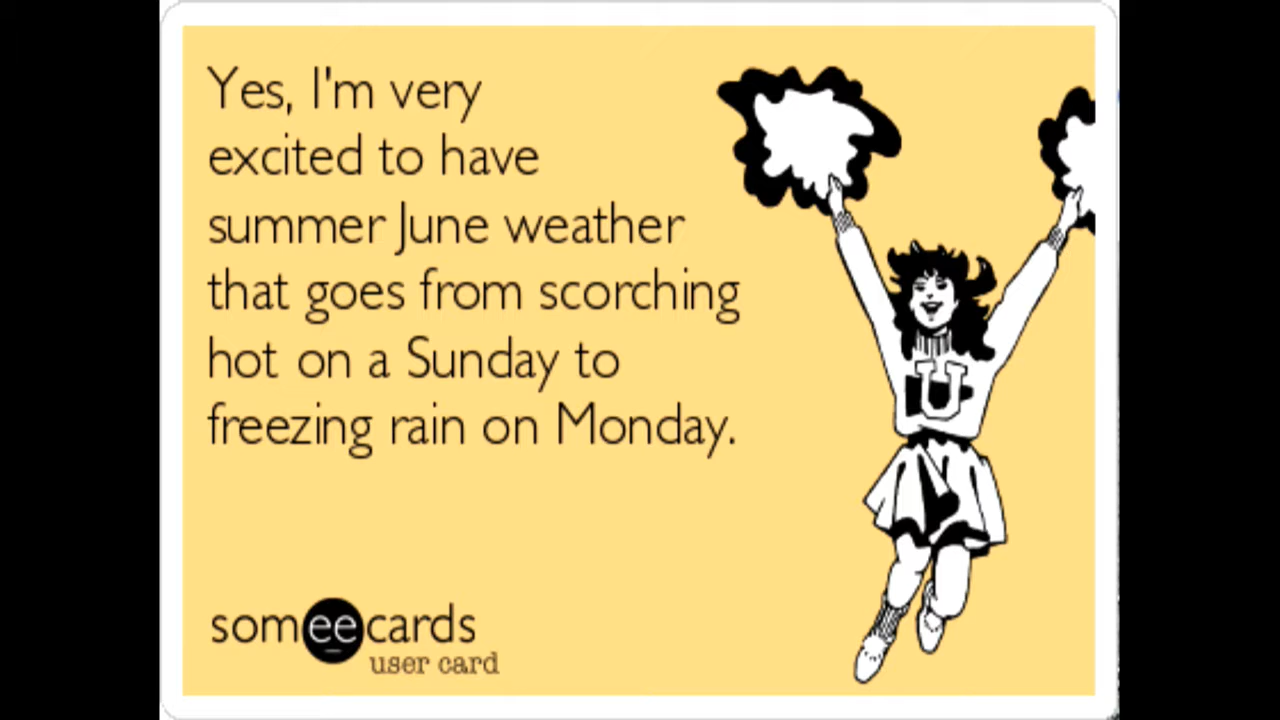 Yes, I'm very
excited to have
summer June weather
that goes from scorching
hot on a Sunday to
freezing rain on Monday.
U
someecards
user card